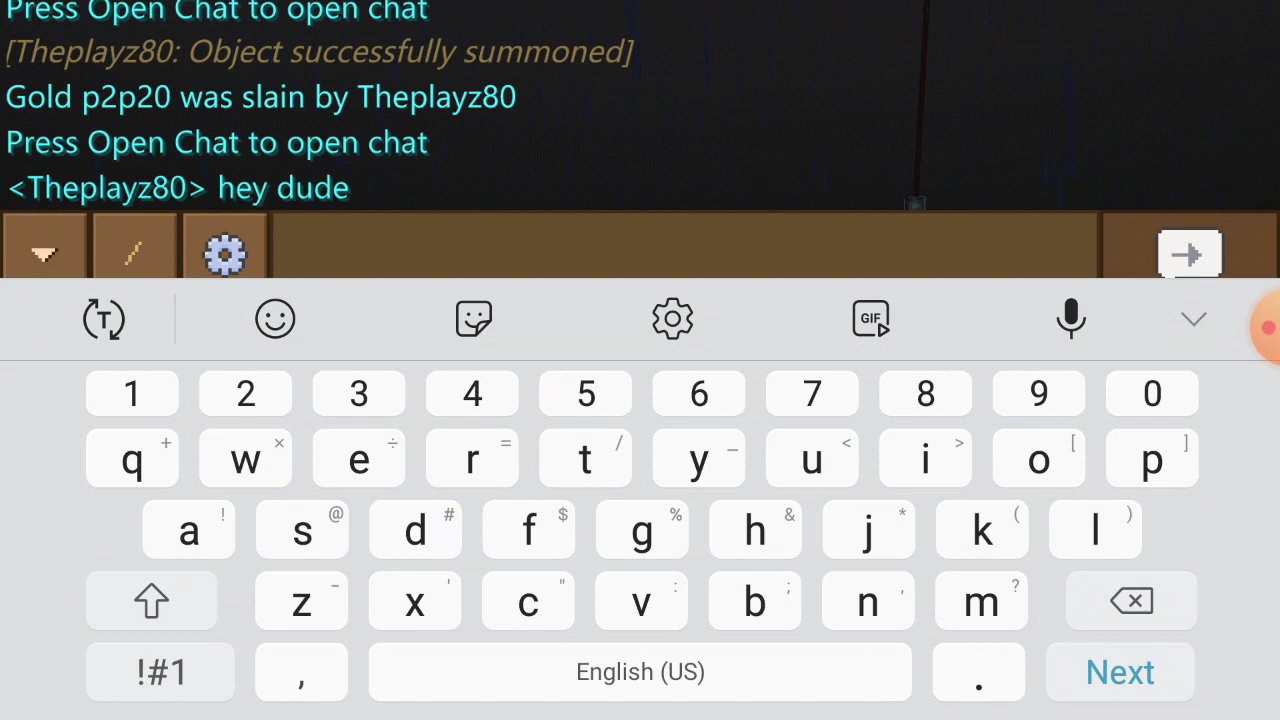 Press Open Chat to open chat
[Theplayz80: Object successfully summoned]
Gold p2p20 was slain by Theplayz80
Press Open Chat to open chat
<Theplayz80> hey dude
T GIF
1 2 3 4 5 6 7 8 9 0
q + w × e ÷ r = t / y _ u < i > o [ p ]
a ! s @ d # f $ g % h & j * k ( l )
z - x ' c " v : b ; n , m ?
!#1 , English (US) . Next